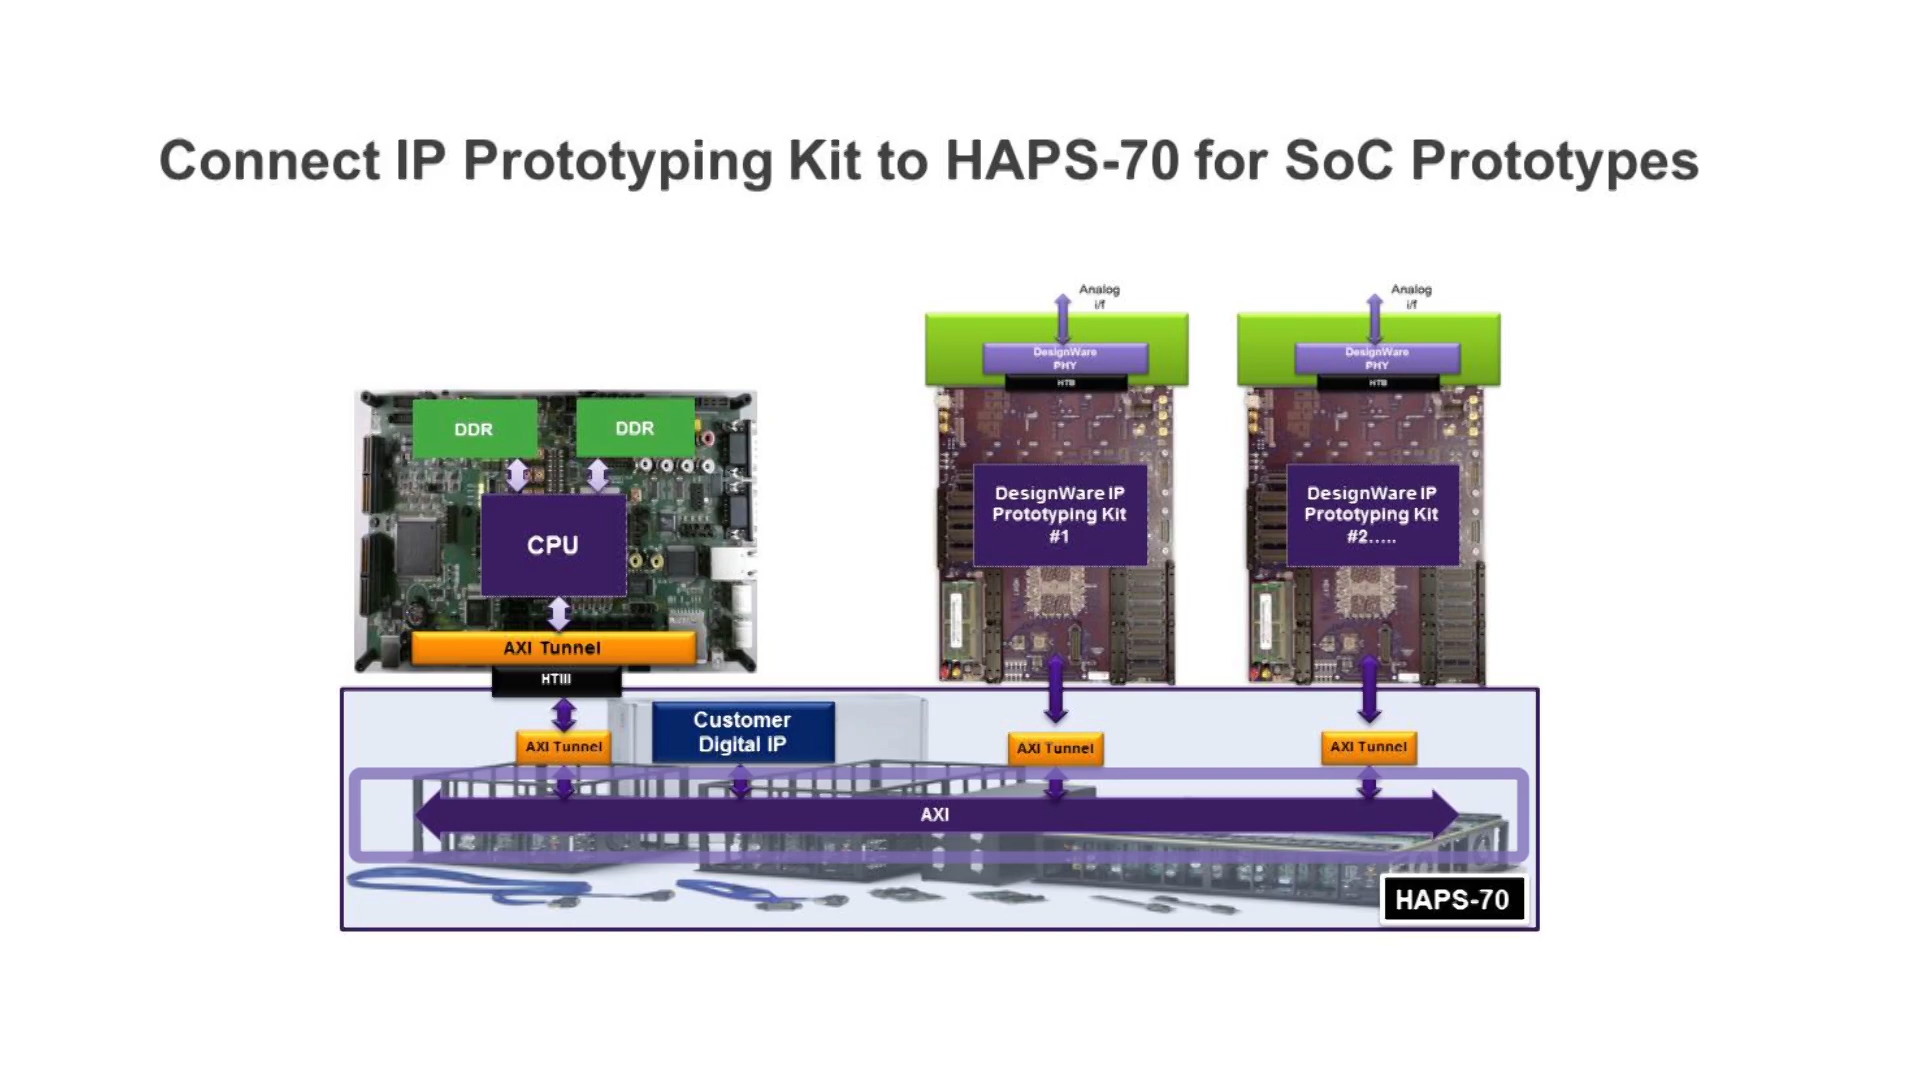 Connect IP Prototyping Kit to HAPS-70 for SoC Prototypes
Analog
i/f
DesignWare
PHY
HTB
Analog
i/f
DesignWare
PHY
HTB
DDR
DDR
CPU
AXI Tunnel
HTIII
DesignWare IP
Prototyping Kit
#1
DesignWare IP
Prototyping Kit
#2.....
AXI Tunnel
Customer
Digital IP
AXI Tunnel
AXI Tunnel
AXI
HAPS-70